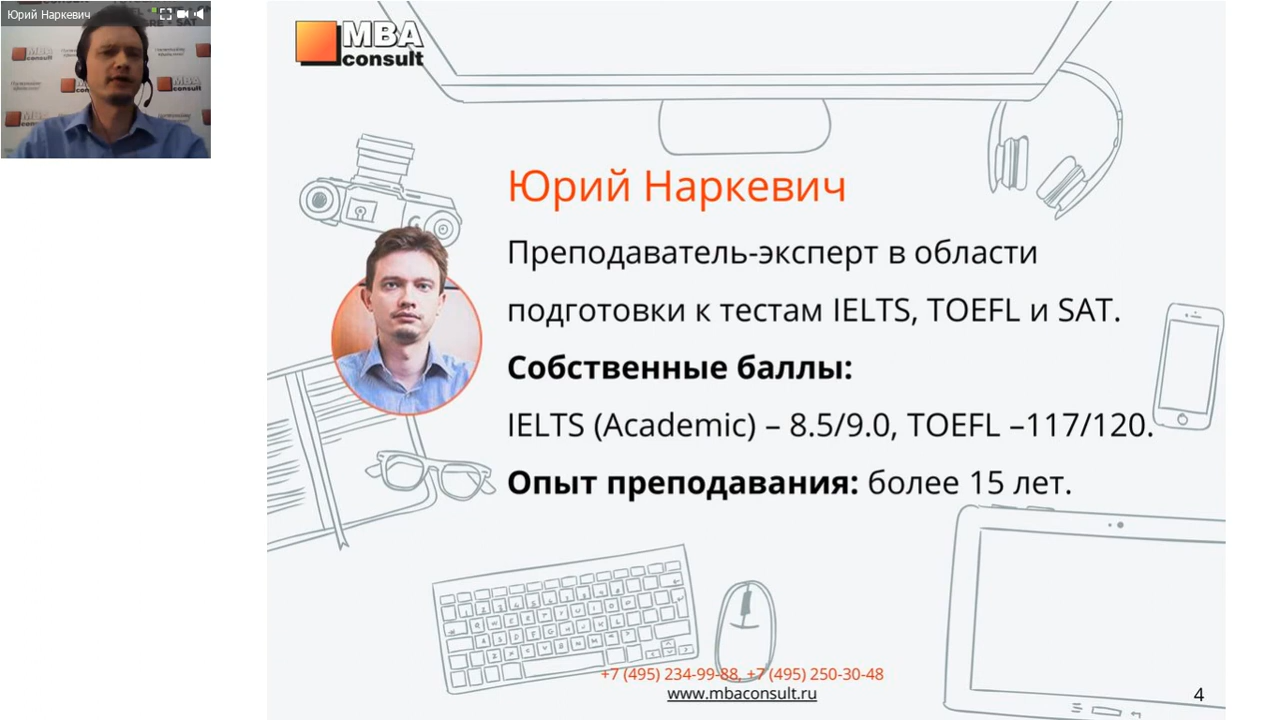 Юрий Наркевич
MBA
consult
Юрий Наркевич
Преподаватель-эксперт в области
подготовки к тестам IELTS, TOEFL и SAT.
Собственные баллы:
IELTS (Academic) – 8.5/9.0, TOEFL –117/120.
Опыт преподавания: более 15 лет.
+7 (495) 234-99-88, +7 (495) 250-30-48
www.mbaconsult.ru
4